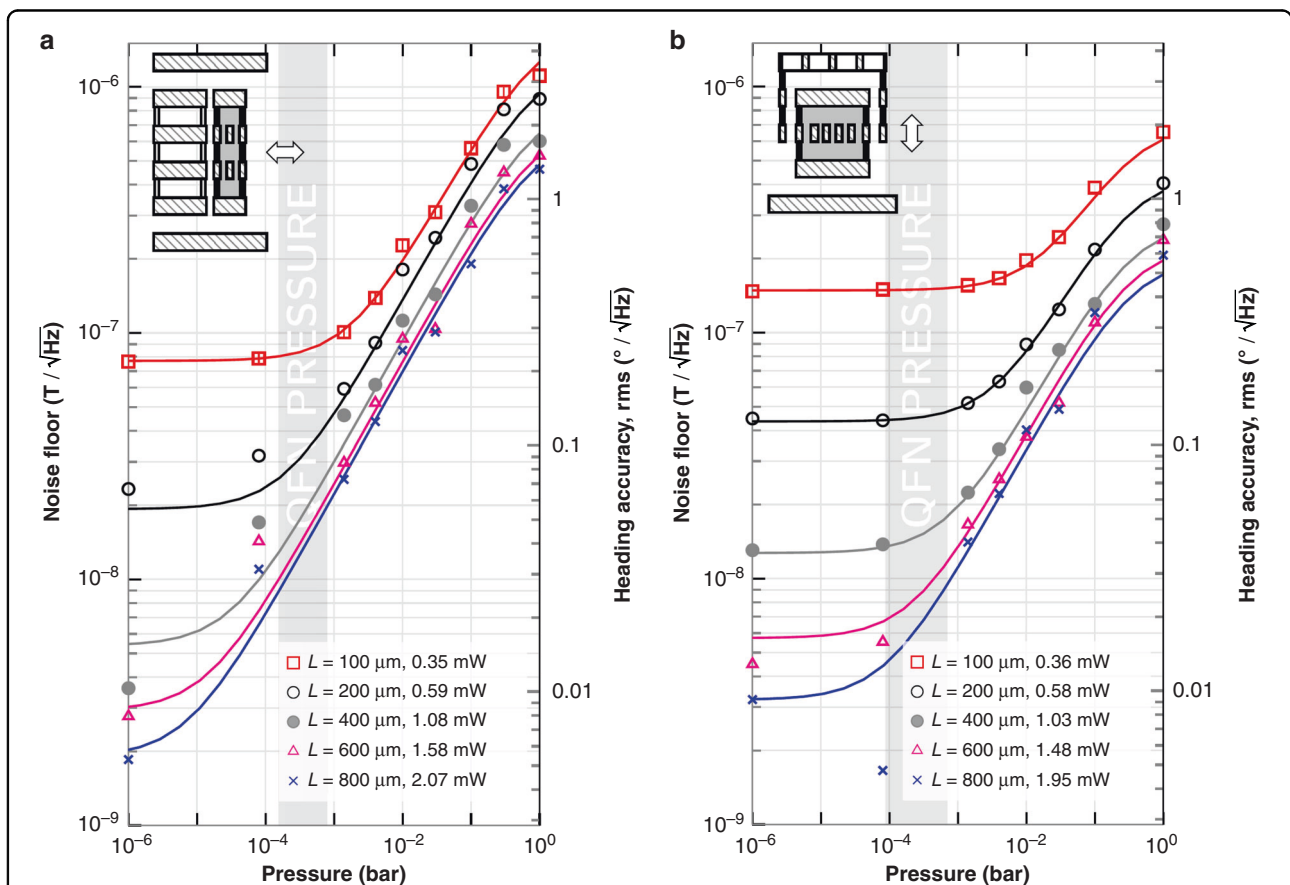 a
b
10⁻⁶
10⁻⁷
10⁻⁸
10⁻⁹
Noise floor (T / √Hz)
QFN PRESSURE
1
0.1
0.01
Heading accuracy, rms (° / √Hz)
L = 100 μm, 0.35 mW
L = 200 μm, 0.59 mW
L = 400 μm, 1.08 mW
L = 600 μm, 1.58 mW
L = 800 μm, 2.07 mW
10⁻⁶
10⁻⁴
10⁻²
10⁰
Pressure (bar)
10⁻⁶
10⁻⁷
10⁻⁸
10⁻⁹
Noise floor (T / √Hz)
QFN PRESSURE
1
0.1
0.01
Heading accuracy, rms (° / √Hz)
L = 100 μm, 0.36 mW
L = 200 μm, 0.58 mW
L = 400 μm, 1.03 mW
L = 600 μm, 1.48 mW
L = 800 μm, 1.95 mW
10⁻⁶
10⁻⁴
10⁻²
10⁰
Pressure (bar)